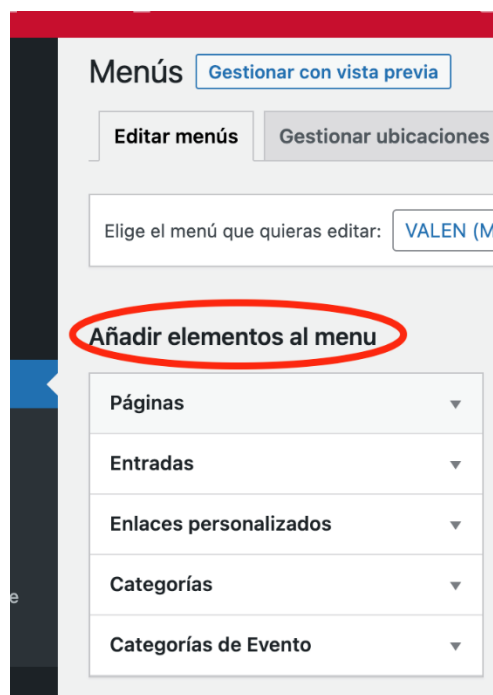 Menús Gestionar con vista previa
Editar menús Gestionar ubicaciones
Elige el menú que quieras editar: VALEN (M
Añadir elementos al menu
Páginas
Entradas
Enlaces personalizados
Categorías
e
Categorías de Evento